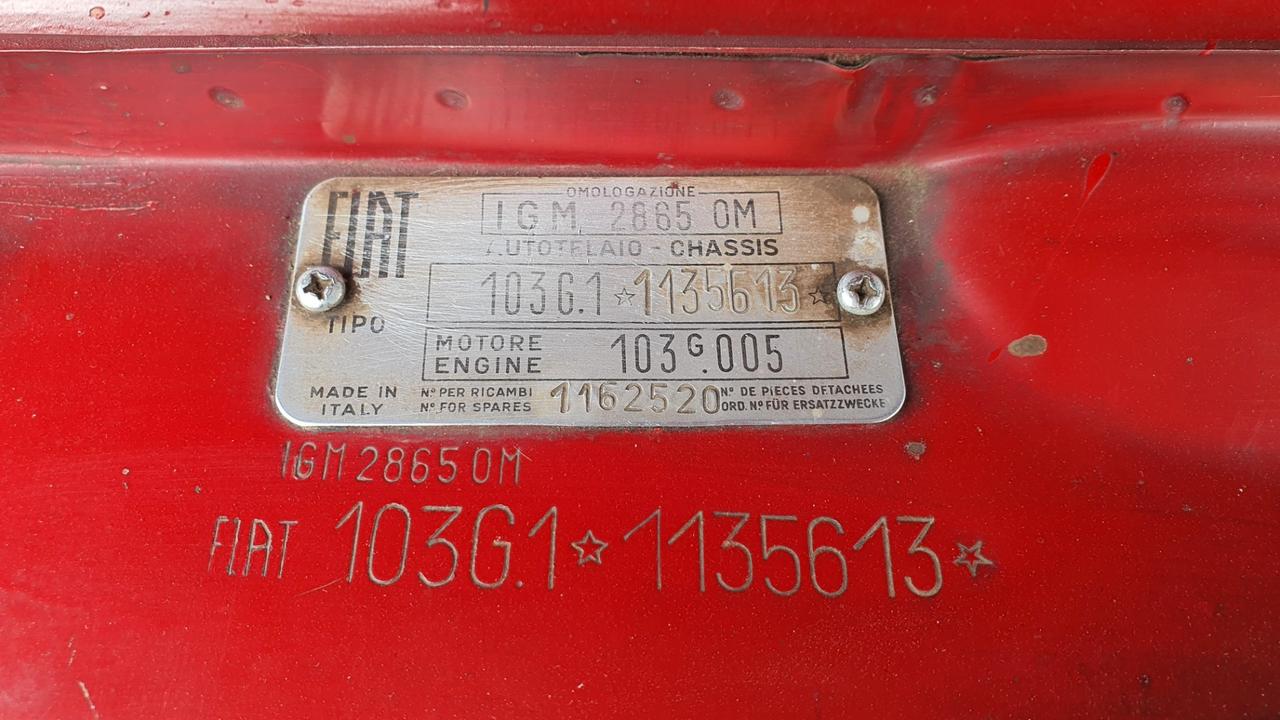 FIAT
OMOLOGAZIONE
IGM 2865 OM
AUTOTELAIO - CHASSIS
103G.1 ☆ 1135613 ☆
TIPO
MOTORE
ENGINE
103G.005
MADE IN
ITALY
Nº PER RICAMBI
Nº FOR SPARES
1162520
Nº DE PIECES DETACHEES
ORD. Nº FÜR ERSATZZWECKE
IGM 2865 OM
FIAT 103G.1 ☆ 1135613 ☆